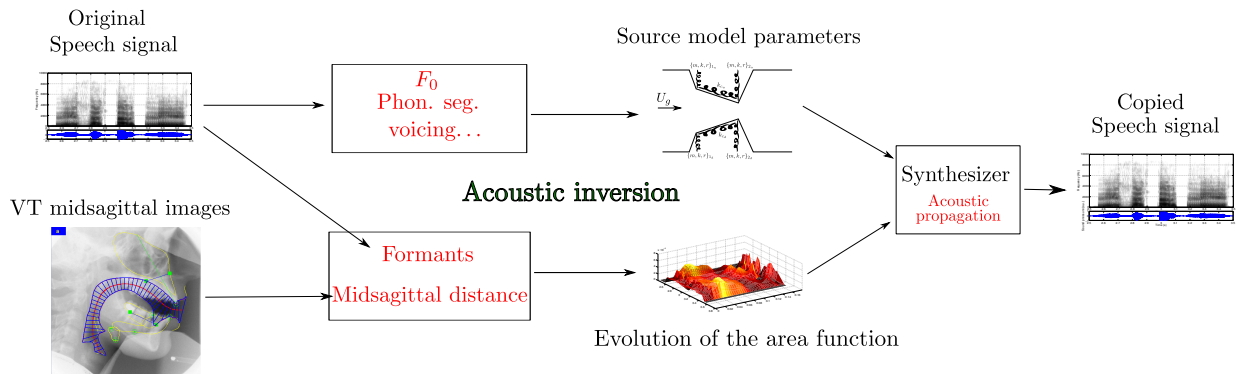 Original
Speech signal
F₀
Phon. seg.
voicing...
Source model parameters
U_g
Copied
Speech signal
Synthesizer
Acoustic
propagation
Acoustic inversion
VT midsagittal images
Formants
Midsagittal distance
Evolution of the area function